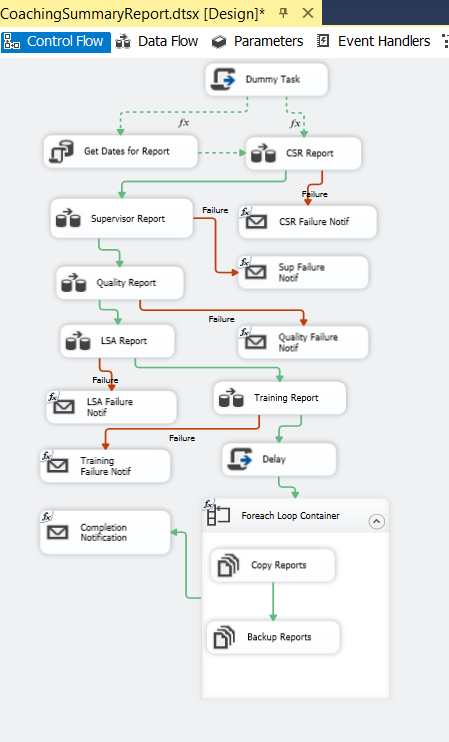 CoachingSummaryReport.dtsx [Design]*
Control Flow
Data Flow
Parameters
Event Handlers
Dummy Task
fx
fx
Get Dates for Report
CSR Report
Failure
Failure
fx
Supervisor Report
CSR Failure Notif
fx
Sup Failure
Notif
Quality Report
Failure
fx
LSA Report
Quality Failure
Notif
Failure
fx
LSA Failure
Notif
Training Report
Failure
fx
Training
Failure Notif
Delay
fx
Foreach Loop Container
fx
Completion
Notification
Copy Reports
Backup Reports